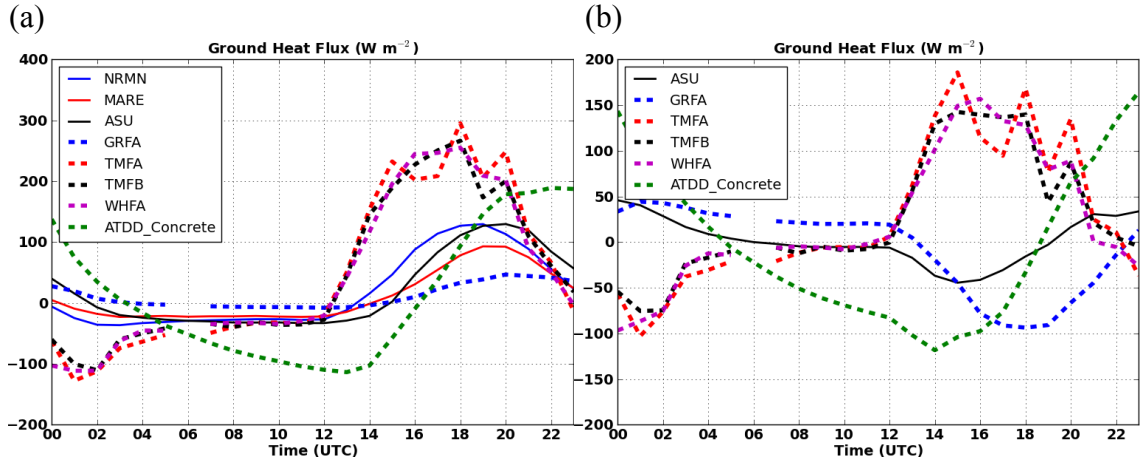 (a)
Ground Heat Flux (W m⁻²)
400
300
200
100
0
−100
−200
NRMN
MARE
ASU
GRFA
TMFA
TMFB
WHFA
ATDD_Concrete
00 02 04 06 08 10 12 14 16 18 20 22
Time (UTC)
(b)
Ground Heat Flux (W m⁻²)
200
150
100
50
0
−50
−100
−150
−200
ASU
GRFA
TMFA
TMFB
WHFA
ATDD_Concrete
00 02 04 06 08 10 12 14 16 18 20 22
Time (UTC)